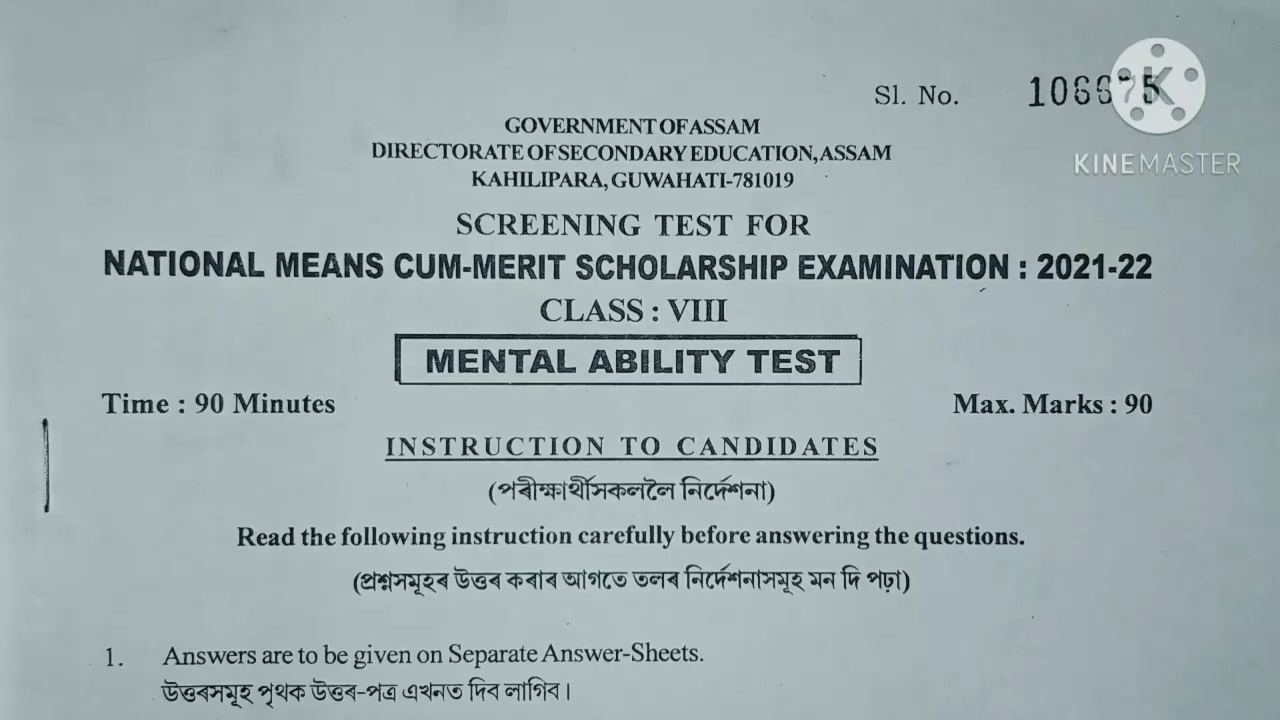 Sl. No. 106675
KINEMASTER
GOVERNMENT OF ASSAM
DIRECTORATE OF SECONDARY EDUCATION, ASSAM
KAHILIPARA, GUWAHATI-781019
SCREENING TEST FOR
NATIONAL MEANS CUM-MERIT SCHOLARSHIP EXAMINATION : 2021-22
CLASS : VIII
MENTAL ABILITY TEST
Time : 90 Minutes Max. Marks : 90
INSTRUCTION TO CANDIDATES
(পৰীক্ষাৰ্থীসকললৈ নিৰ্দেশনা)
Read the following instruction carefully before answering the questions.
(প্ৰশ্নসমূহৰ উত্তৰ কৰাৰ আগতে তলৰ নিৰ্দেশনাসমূহ মন দি পঢ়া)
1. Answers are to be given on Separate Answer-Sheets.
উত্তৰসমূহ পৃথক উত্তৰ-পত্ৰ এখনত দিব লাগিব।